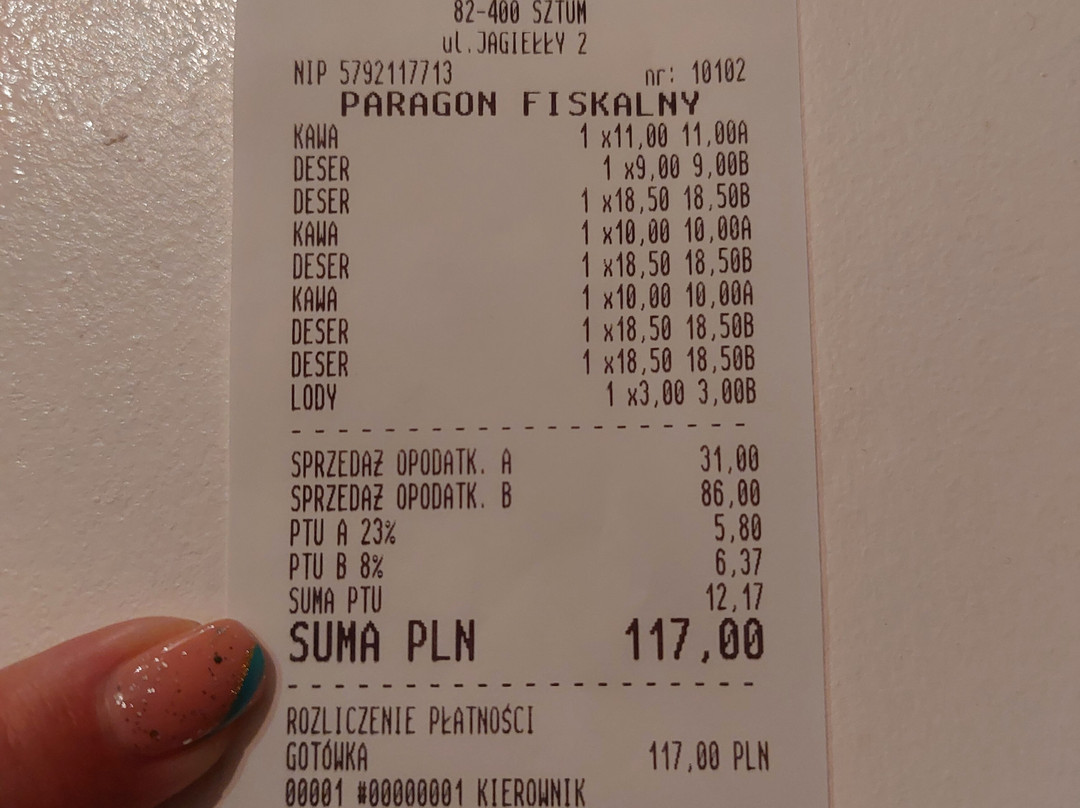 82-400 SZTUM
ul.JAGIEŁŁY 2
NIP 5792117713 nr: 10102
PARAGON FISKALNY
KAWA 1 x11,00 11,00A
DESER 1 x9,00 9,00B
DESER 1 x18,50 18,50B
KAWA 1 x10,00 10,00A
DESER 1 x18,50 18,50B
KAWA 1 x10,00 10,00A
DESER 1 x18,50 18,50B
DESER 1 x18,50 18,50B
LODY 1 x3,00 3,00B
SPRZEDAŻ OPODATK. A 31,00
SPRZEDAŻ OPODATK. B 86,00
PTU A 23% 5,80
PTU B 8% 6,37
SUMA PTU 12,17
SUMA PLN 117,00
ROZLICZENIE PŁATNOŚCI
GOTÓWKA 117,00 PLN
00001 #00000001 KIEROWNIK